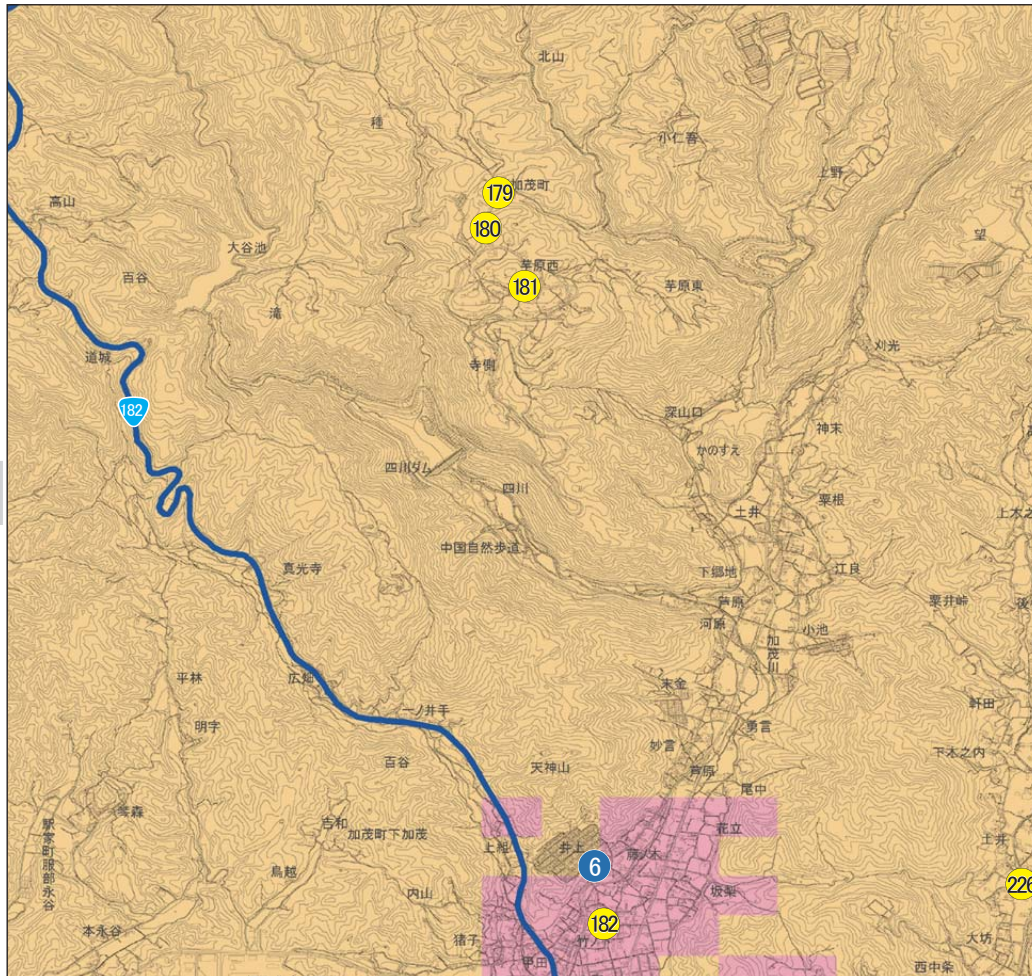 北山
種
小仁吾
179
加茂町
上野
高山
180
大谷池
望
百谷
芋原西
181
芋原東
滝
道城
刈光
寺側
182
深山口
神末
かのすえ
四川ダム
四川
粟根
土井
上木之
中国自然歩道
真光寺
下郷地
江良
芦原
粟井峠
河原
小池
加茂川
平林
広畑
末金
軒田
一ノ井手
明字
勇言
妙言
下木之内
百谷
天神山
芦原
尾中
琴森
吉和
加茂町下加茂
花立
上組
井上
藤ノ木
土井
駅家町服部永谷
6
鳥越
226
内山
坂梨
182
本永谷
猪子
竹ノ
大坊
西中条